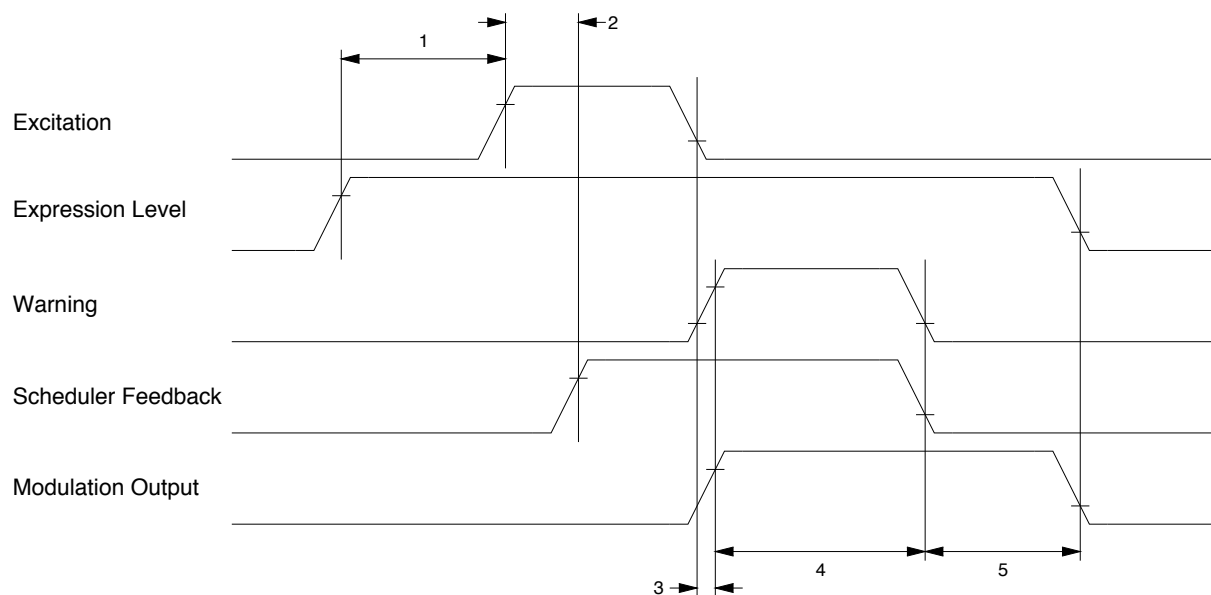 2
1
Excitation
Expression Level
Warning
Scheduler Feedback
Modulation Output
4
5
3